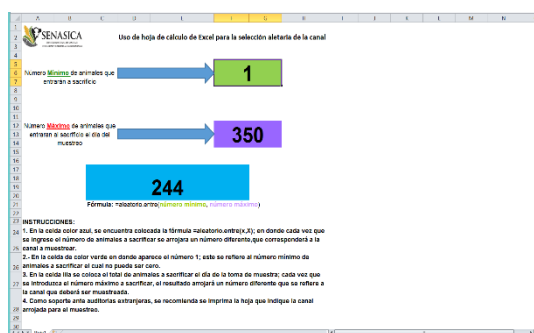 SENASICA
Uso de hoja de cálculo de Excel para la selección aletaria de la canal
Número Mínimo de animales que
entrarán a sacrificio
1
Número Máximo de animales que
entraran al sacrificio el día del
muestreo
350
244
Fórmula: =aleatorio.entre(número mínimo, número máximo)
INSTRUCCIONES:
1. En la celda color azul, se encuentra colocada la fórmula =aleatorio.entre(x,X); en donde cada vez que
se ingrese el número de animales a sacrificar se arrojara un número diferente,que corresponderá a la
canal a muestrear.
2.- En la celda de color verde en donde aparece el número 1; este se refiere al número mínimo de
animales a sacrificar el cual no puede ser cero.
3. En la celda lila se coloca el total de animales a sacrificar el día de la toma de muestra; cada vez que
se introduzca el número máximo a sacrificar, el resultado arrojará un número diferente que se refiere a
la canal que deberá ser muestreada.
4. Como soporte ante auditorias extranjeras, se recomienda se imprima la hoja que indique la canal
arrojada para el muestreo.